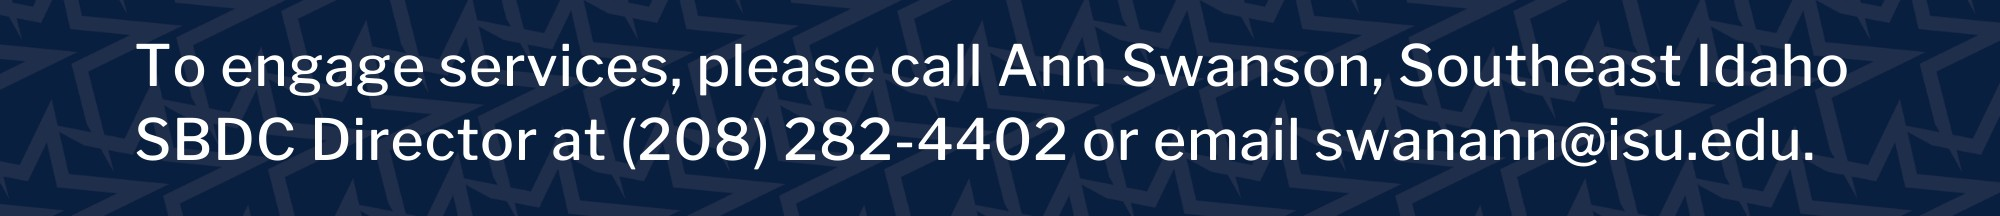 To engage services, please call Ann Swanson, Southeast Idaho
SBDC Director at (208) 282-4402 or email swanann@isu.edu.